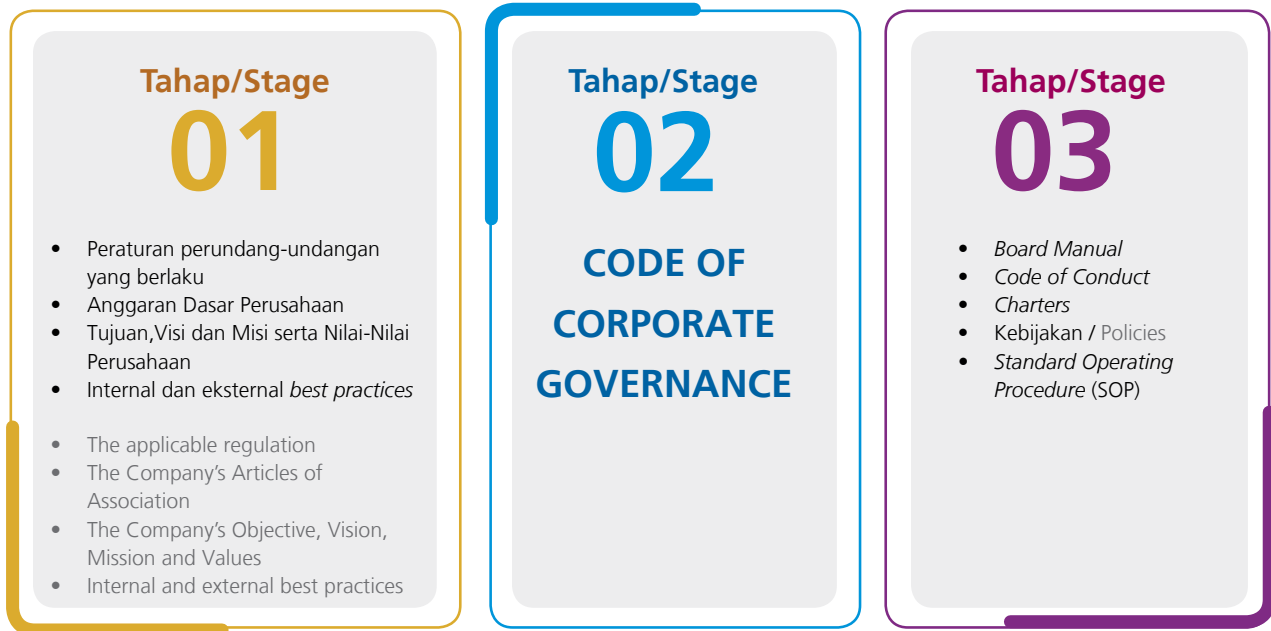 Tahap/Stage
01
• Peraturan perundang-undangan
yang berlaku
• Anggaran Dasar Perusahaan
• Tujuan,Visi dan Misi serta Nilai-Nilai
Perusahaan
• Internal dan eksternal best practices
• The applicable regulation
• The Company’s Articles of
Association
• The Company’s Objective, Vision,
Mission and Values
• Internal and external best practices
Tahap/Stage
02
CODE OF
CORPORATE
GOVERNANCE
Tahap/Stage
03
• Board Manual
• Code of Conduct
• Charters
• Kebijakan / Policies
• Standard Operating
Procedure (SOP)